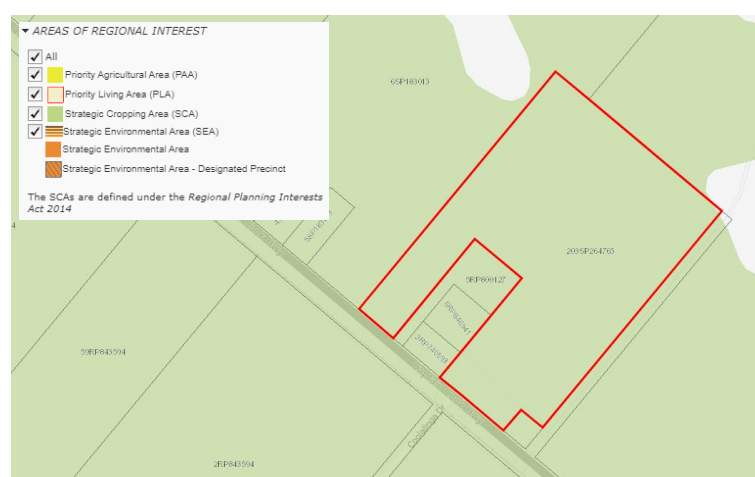 AREAS OF REGIONAL INTEREST
All
Priority Agricultural Area (PAA)
Priority Living Area (PLA)
Strategic Cropping Area (SCA)
Strategic Environmental Area (SEA)
Strategic Environmental Area
Strategic Environmental Area - Designated Precinct
The SCAs are defined under the Regional Planning Interests
Act 2014
6SP183013
203SP264765
6RP800127
59RP843594
2RP843594